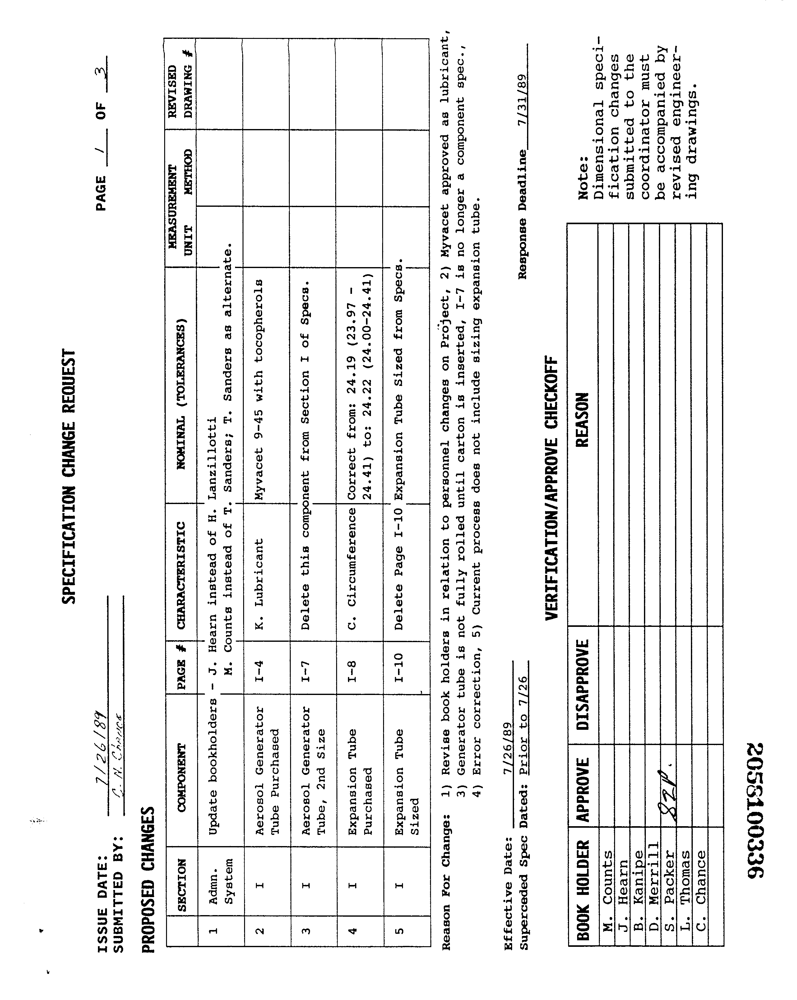 SPECIFICATION CHANGE REQUEST
PAGE 1 OF 3
ISSUE DATE: 7/26/89
SUBMITTED BY: C. N. Chance
PROPOSED CHANGES
SECTION COMPONENT PAGE # CHARACTERISTIC NOMINAL (TOLERANCES) MEASUREMENT UNIT METHOD REVISED DRAWING #
1 Admn. System Update bookholders - J. Hearn instead of H. Lanzillotti
M. Counts instead of T. Sanders; T. Sanders as alternate.
2 I Aerosol Generator Tube Purchased I-4 K. Lubricant Myvacet 9-45 with tocopherols
3 I Aerosol Generator Tube, 2nd Size I-7 Delete this component from Section I of Specs.
4 I Expansion Tube Purchased I-8 C. Circumference Correct from: 24.19 (23.97 - 24.41) to: 24.22 (24.00-24.41)
5 I Expansion Tube Sized I-10 Delete Page I-10 Expansion Tube Sized from Specs.
Reason For Change: 1) Revise book holders in relation to personnel changes on Project, 2) Myvacet approved as lubricant,
3) Generator tube is not fully rolled until carton is inserted, I-7 is no longer a component spec.,
4) Error correction, 5) Current process does not include sizing expansion tube.
Effective Date: 7/26/89
Superceded Spec Dated: Prior to 7/26
Response Deadline 7/31/89
VERIFICATION/APPROVE CHECKOFF
BOOK HOLDER APPROVE DISAPPROVE REASON
M. Counts
J. Hearn
B. Kanipe
D. Merrill
S. Packer
L. Thomas
C. Chance
Note:
Dimensional speci-
fication changes
submitted to the
coordinator must
be accompanied by
revised engineer-
ing drawings.
2058100336